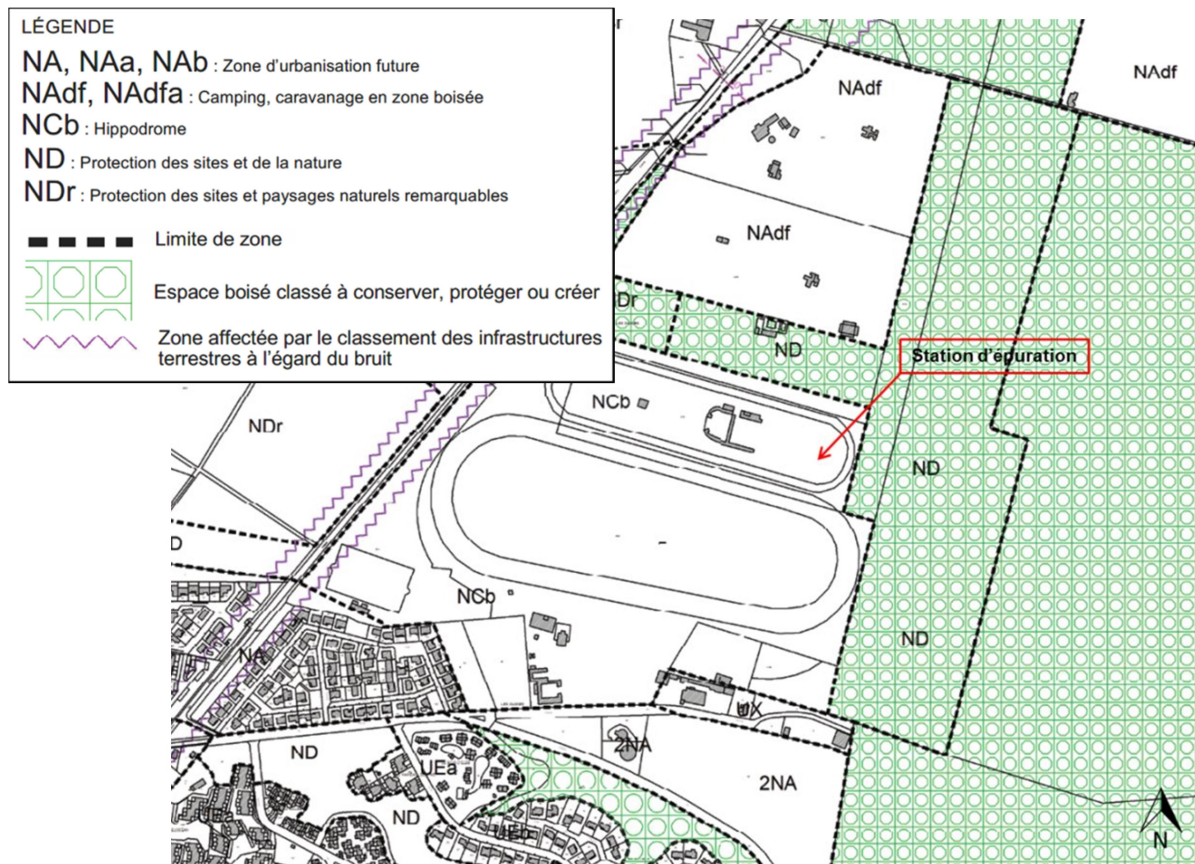 LÉGENDE
NA, NAa, NAb : Zone d'urbanisation future
NAdf, NAdfa : Camping, caravanage en zone boisée
NCb : Hippodrome
ND : Protection des sites et de la nature
NDr : Protection des sites et paysages naturels remarquables
Limite de zone
Espace boisé classé à conserver, protéger ou créer
Zone affectée par le classement des infrastructures
terrestres à l'égard du bruit
NAdf
NAdf
NAdf
Dr
ND
Station d'épuration
NCb
NDr
ND
D
NCb
ND
NA
UX
2NA
ND
UEa
2NA
ND
UEb
N